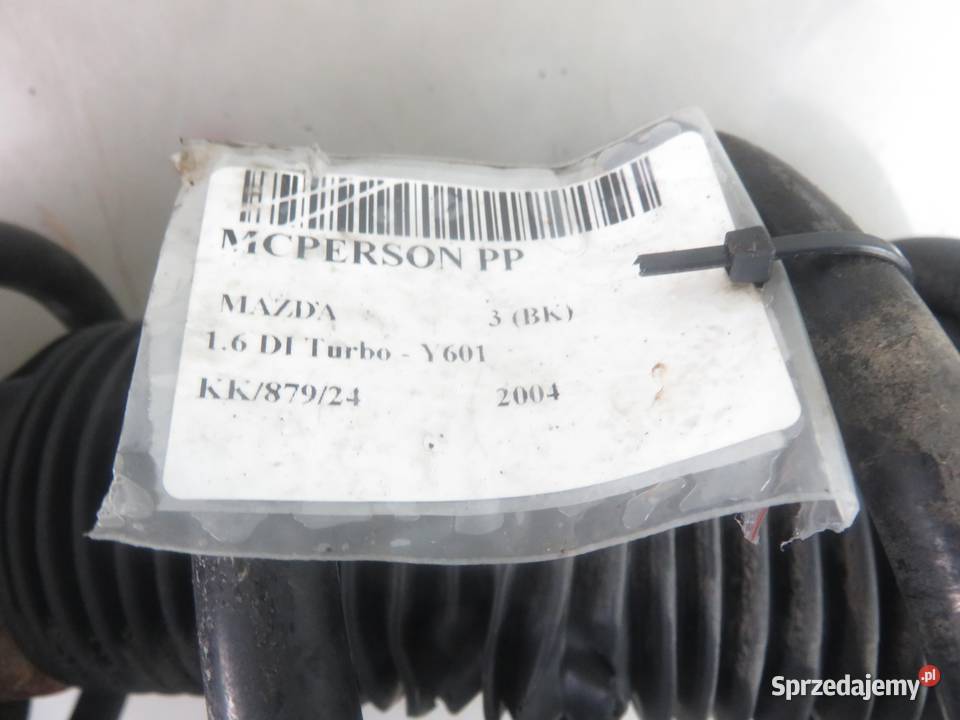 MCPERSON PP
MAZDA 3 (BK)
1.6 DI Turbo - Y601
KK/879/24 2004
Sprzedajemy.pl